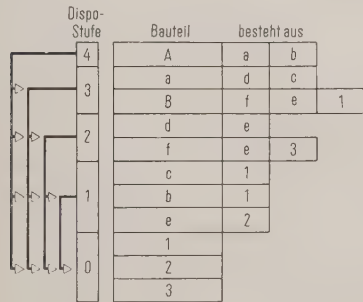 Dispo-
Stufe Bauteil besteht aus
4 A a b
a d c
3
B f e 1
d e
2
f e 3
c 1
1 b 1
e 2
1
0 2
3